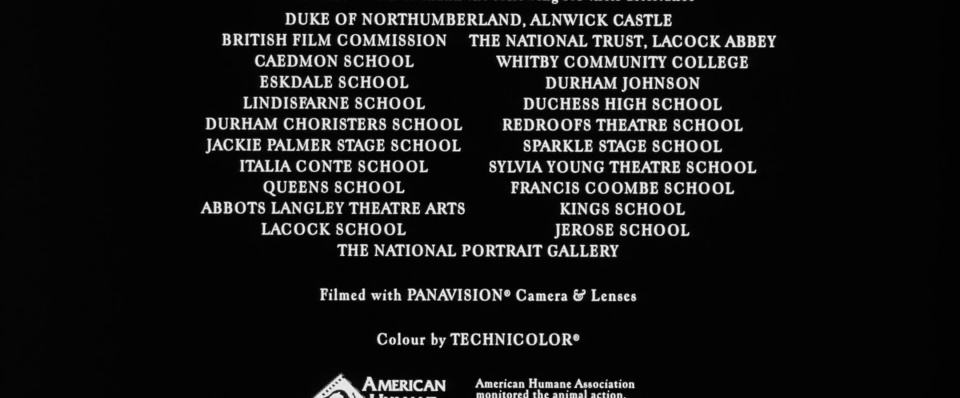 DUKE OF NORTHUMBERLAND, ALNWICK CASTLE
BRITISH FILM COMMISSION THE NATIONAL TRUST, LACOCK ABBEY
CAEDMON SCHOOL WHITBY COMMUNITY COLLEGE
ESKDALE SCHOOL DURHAM JOHNSON
LINDISFARNE SCHOOL DUCHESS HIGH SCHOOL
DURHAM CHORISTERS SCHOOL REDROOFS THEATRE SCHOOL
JACKIE PALMER STAGE SCHOOL SPARKLE STAGE SCHOOL
ITALIA CONTE SCHOOL SYLVIA YOUNG THEATRE SCHOOL
QUEENS SCHOOL FRANCIS COOMBE SCHOOL
ABBOTS LANGLEY THEATRE ARTS KINGS SCHOOL
LACOCK SCHOOL JEROSE SCHOOL
THE NATIONAL PORTRAIT GALLERY
Filmed with PANAVISION® Camera & Lenses
Colour by TECHNICOLOR®
AMERICAN American Humane Association
HUMANE monitored the animal action.